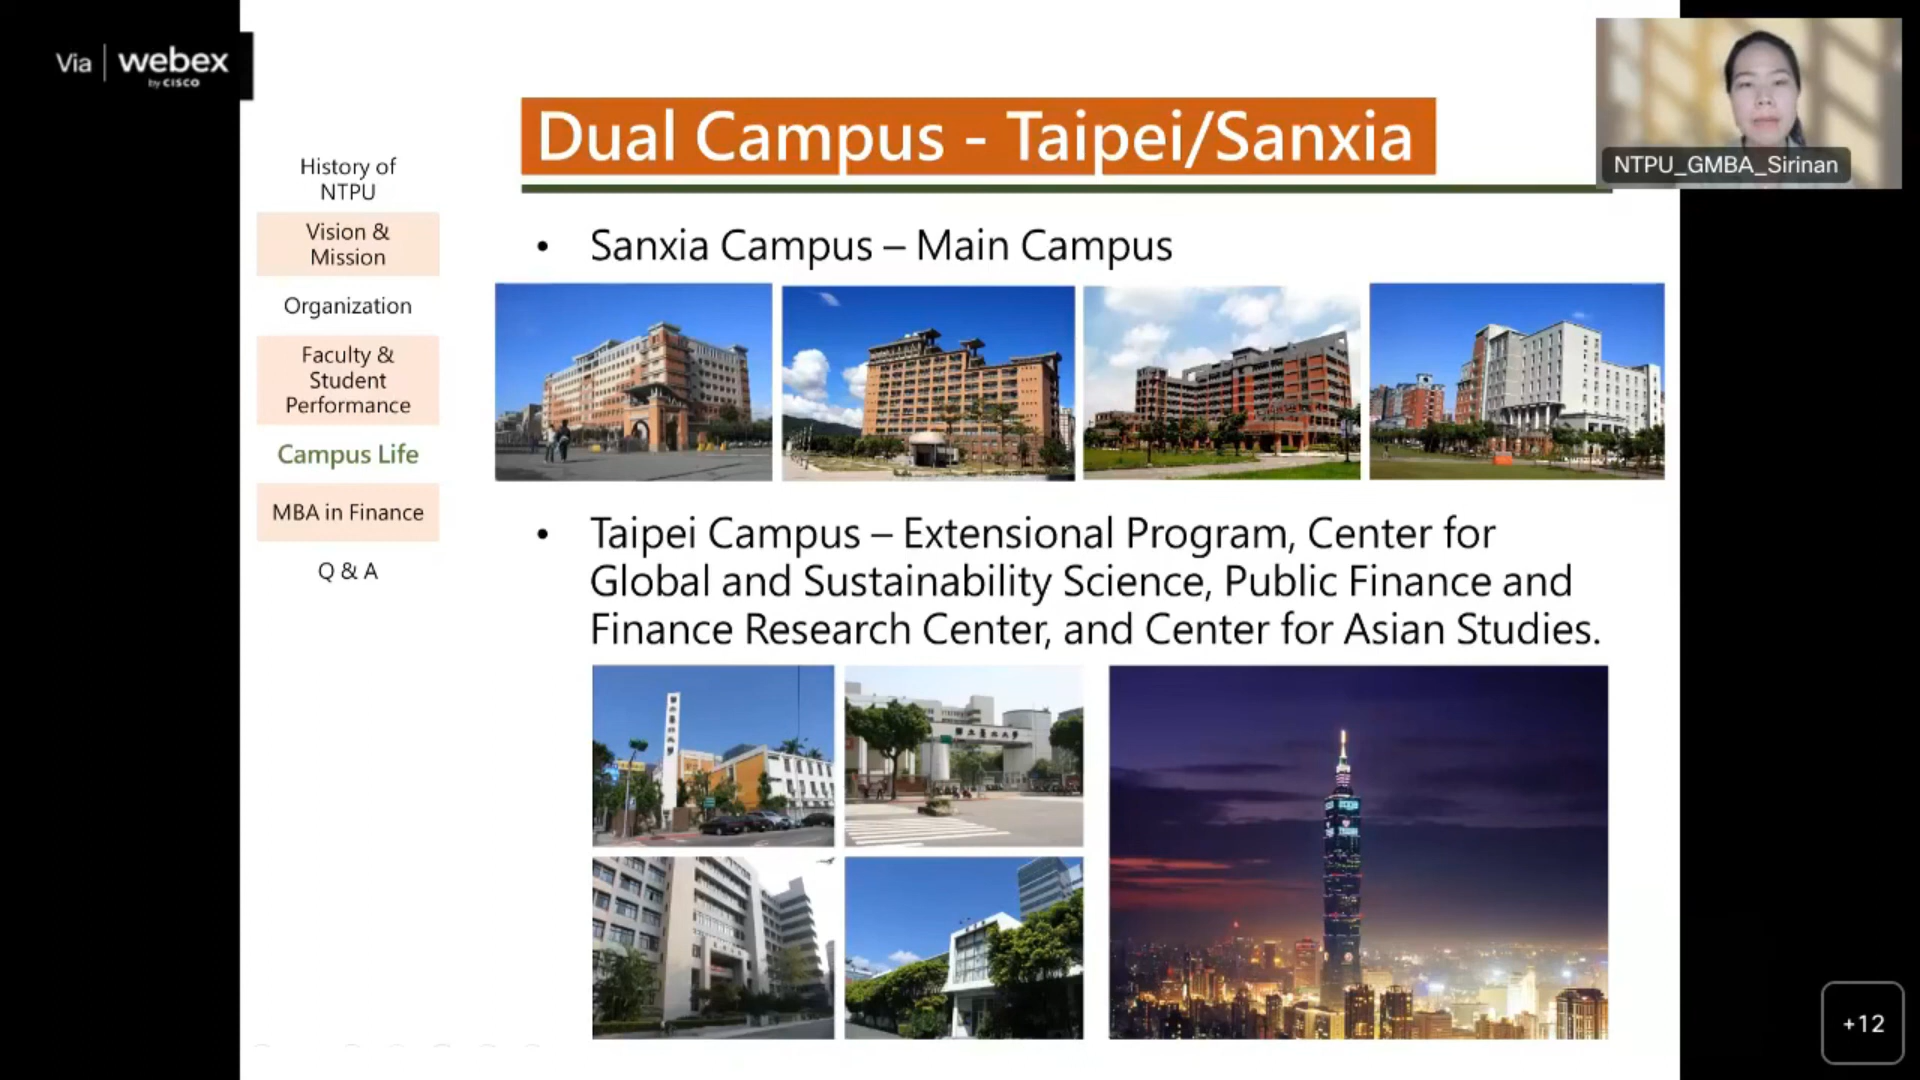 Via webex
by CISCO
Dual Campus - Taipei/Sanxia
NTPU_GMBA_Sirinan
History of
NTPU
Vision &
Mission
Organization
Faculty &
Student
Performance
Campus Life
MBA in Finance
Q & A
• Sanxia Campus – Main Campus
• Taipei Campus – Extensional Program, Center for
Global and Sustainability Science, Public Finance and
Finance Research Center, and Center for Asian Studies.
+12